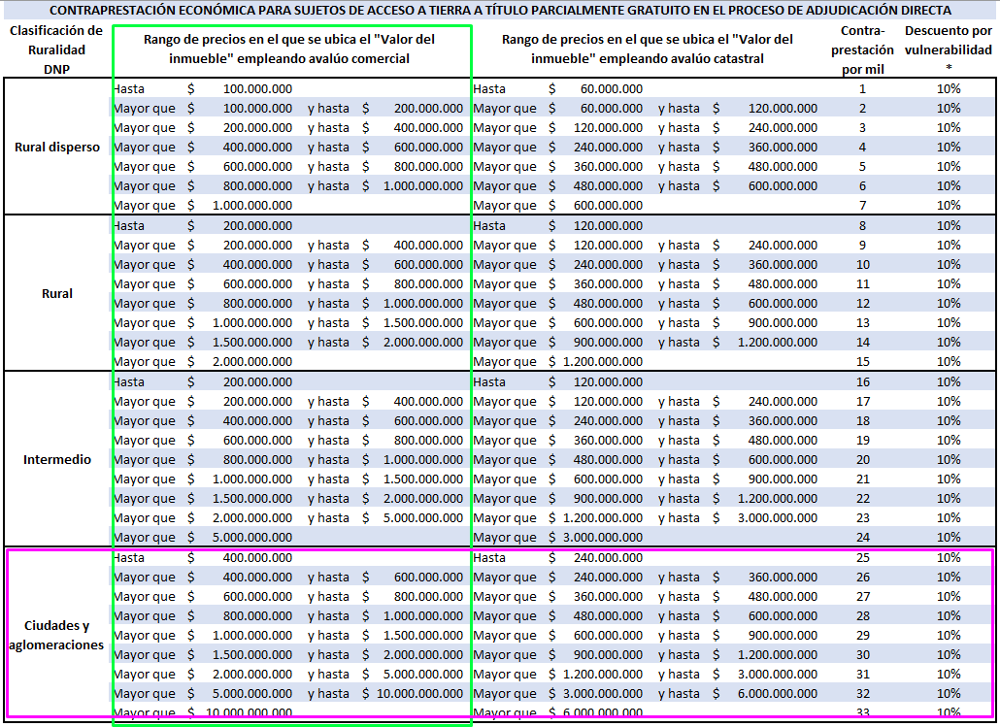 CONTRAPRESTACIÓN ECONÓMICA PARA SUJETOS DE ACCESO A TIERRA A TÍTULO PARCIALMENTE GRATUITO EN EL PROCESO DE ADJUDICACIÓN DIRECTA
Clasificación de Ruralidad DNP
Rango de precios en el que se ubica el "Valor del inmueble" empleando avalúo comercial
Rango de precios en el que se ubica el "Valor del inmueble" empleando avalúo catastral
Contra-prestación por mil
Descuento por vulnerabilidad *
Rural disperso
Hasta $ 100.000.000 Hasta $ 60.000.000 1 10%
Mayor que $ 100.000.000 y hasta $ 200.000.000 Mayor que $ 60.000.000 y hasta $ 120.000.000 2 10%
Mayor que $ 200.000.000 y hasta $ 400.000.000 Mayor que $ 120.000.000 y hasta $ 240.000.000 3 10%
Mayor que $ 400.000.000 y hasta $ 600.000.000 Mayor que $ 240.000.000 y hasta $ 360.000.000 4 10%
Mayor que $ 600.000.000 y hasta $ 800.000.000 Mayor que $ 360.000.000 y hasta $ 480.000.000 5 10%
Mayor que $ 800.000.000 y hasta $ 1.000.000.000 Mayor que $ 480.000.000 y hasta $ 600.000.000 6 10%
Mayor que $ 1.000.000.000 Mayor que $ 600.000.000 7 10%
Rural
Hasta $ 200.000.000 Hasta $ 120.000.000 8 10%
Mayor que $ 200.000.000 y hasta $ 400.000.000 Mayor que $ 120.000.000 y hasta $ 240.000.000 9 10%
Mayor que $ 400.000.000 y hasta $ 600.000.000 Mayor que $ 240.000.000 y hasta $ 360.000.000 10 10%
Mayor que $ 600.000.000 y hasta $ 800.000.000 Mayor que $ 360.000.000 y hasta $ 480.000.000 11 10%
Mayor que $ 800.000.000 y hasta $ 1.000.000.000 Mayor que $ 480.000.000 y hasta $ 600.000.000 12 10%
Mayor que $ 1.000.000.000 y hasta $ 1.500.000.000 Mayor que $ 600.000.000 y hasta $ 900.000.000 13 10%
Mayor que $ 1.500.000.000 y hasta $ 2.000.000.000 Mayor que $ 900.000.000 y hasta $ 1.200.000.000 14 10%
Mayor que $ 2.000.000.000 Mayor que $ 1.200.000.000 15 10%
Intermedio
Hasta $ 200.000.000 Hasta $ 120.000.000 16 10%
Mayor que $ 200.000.000 y hasta $ 400.000.000 Mayor que $ 120.000.000 y hasta $ 240.000.000 17 10%
Mayor que $ 400.000.000 y hasta $ 600.000.000 Mayor que $ 240.000.000 y hasta $ 360.000.000 18 10%
Mayor que $ 600.000.000 y hasta $ 800.000.000 Mayor que $ 360.000.000 y hasta $ 480.000.000 19 10%
Mayor que $ 800.000.000 y hasta $ 1.000.000.000 Mayor que $ 480.000.000 y hasta $ 600.000.000 20 10%
Mayor que $ 1.000.000.000 y hasta $ 1.500.000.000 Mayor que $ 600.000.000 y hasta $ 900.000.000 21 10%
Mayor que $ 1.500.000.000 y hasta $ 2.000.000.000 Mayor que $ 900.000.000 y hasta $ 1.200.000.000 22 10%
Mayor que $ 2.000.000.000 y hasta $ 5.000.000.000 Mayor que $ 1.200.000.000 y hasta $ 3.000.000.000 23 10%
Mayor que $ 5.000.000.000 Mayor que $ 3.000.000.000 24 10%
Ciudades y aglomeraciones
Hasta $ 400.000.000 Hasta $ 240.000.000 25 10%
Mayor que $ 400.000.000 y hasta $ 600.000.000 Mayor que $ 240.000.000 y hasta $ 360.000.000 26 10%
Mayor que $ 600.000.000 y hasta $ 800.000.000 Mayor que $ 360.000.000 y hasta $ 480.000.000 27 10%
Mayor que $ 800.000.000 y hasta $ 1.000.000.000 Mayor que $ 480.000.000 y hasta $ 600.000.000 28 10%
Mayor que $ 1.000.000.000 y hasta $ 1.500.000.000 Mayor que $ 600.000.000 y hasta $ 900.000.000 29 10%
Mayor que $ 1.500.000.000 y hasta $ 2.000.000.000 Mayor que $ 900.000.000 y hasta $ 1.200.000.000 30 10%
Mayor que $ 2.000.000.000 y hasta $ 5.000.000.000 Mayor que $ 1.200.000.000 y hasta $ 3.000.000.000 31 10%
Mayor que $ 5.000.000.000 y hasta $ 10.000.000.000 Mayor que $ 3.000.000.000 y hasta $ 6.000.000.000 32 10%
Mayor que $ 10.000.000.000 Mayor que $ 6.000.000.000 33 10%